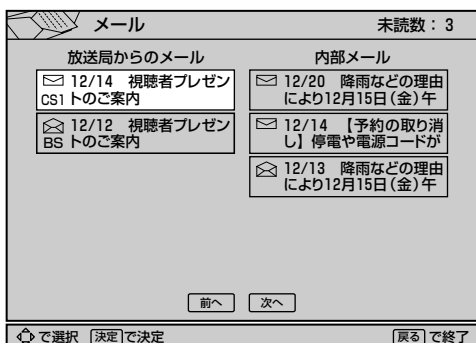 メール
未読数：3
放送局からのメール
12/14 視聴者プレゼン
CS1 トのご案内
12/12 視聴者プレゼン
BS トのご案内
内部メール
12/20 降雨などの理由
により12月15日(金)午
12/14 【予約の取り消
し】停電や電源コードが
12/13 降雨などの理由
により12月15日(金)午
前へ 次へ
で選択 決定で決定
戻るで終了